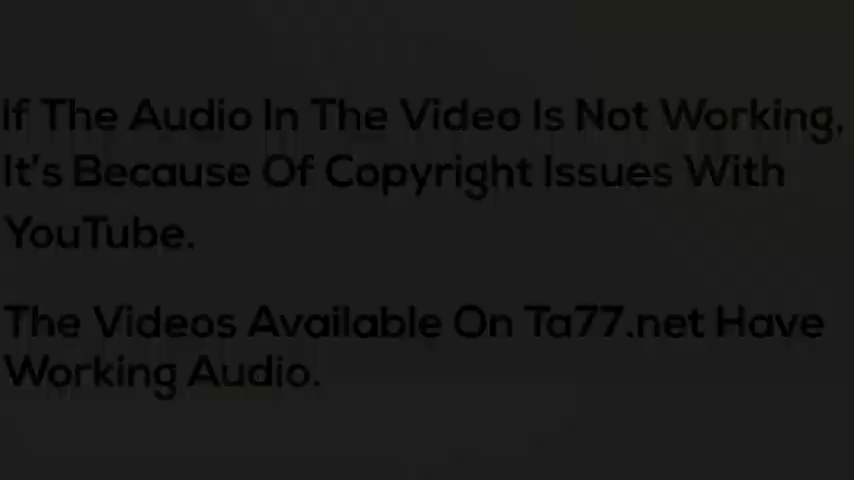 If The Audio In The Video Is Not Working,
It's Because Of Copyright Issues With
YouTube.
The Videos Available On Ta77.net Have
Working Audio.